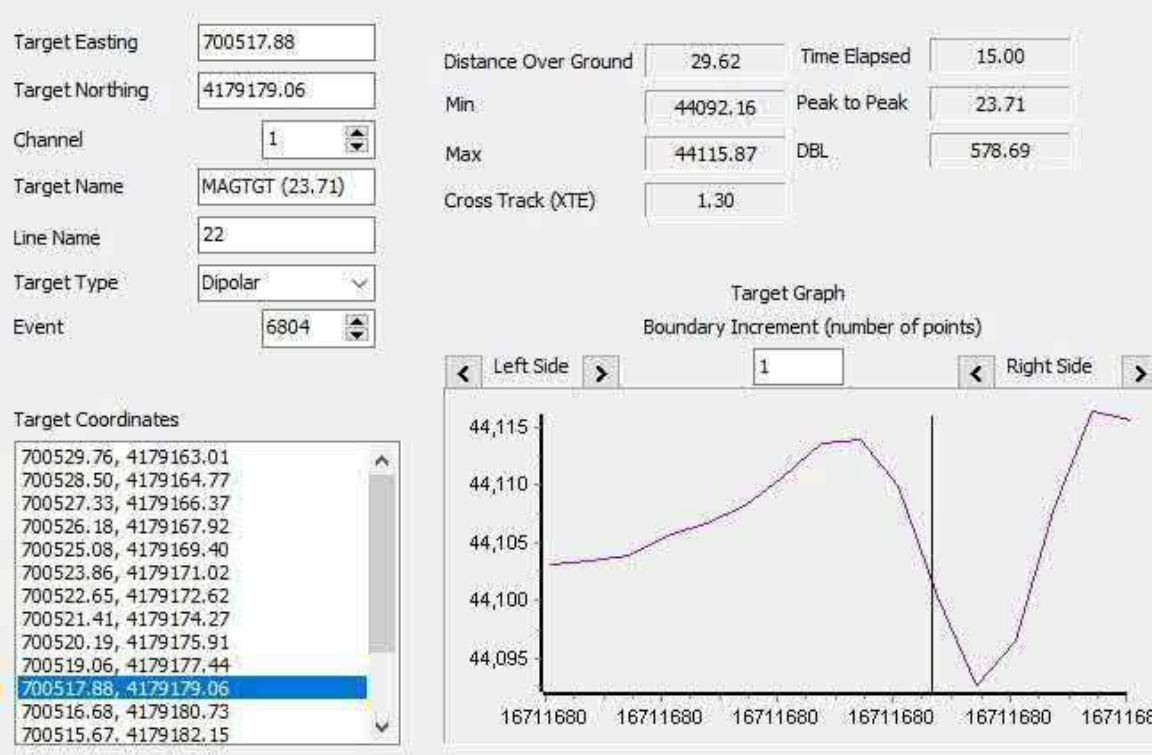 Target Easting 700517.88
Target Northing 4179179.06
Channel 1
Target Name MAGTGT (23.71)
Line Name 22
Target Type Dipolar
Event 6804
Distance Over Ground 29.62 Time Elapsed 15.00
Min 44092.16 Peak to Peak 23.71
Max 44115.87 DBL 578.69
Cross Track (XTE) 1.30
Target Graph
Boundary Increment (number of points)
< Left Side > 1 < Right Side >
Target Coordinates
700529.76, 4179163.01
700528.50, 4179164.77
700527.33, 4179166.37
700526.18, 4179167.92
700525.08, 4179169.40
700523.86, 4179171.02
700522.65, 4179172.62
700521.41, 4179174.27
700520.19, 4179175.91
700519.06, 4179177.44
700517.88, 4179179.06
700516.68, 4179180.73
700515.67, 4179182.15
44,115
44,110
44,105
44,100
44,095
16711680 16711680 16711680 16711680 16711680 1671168